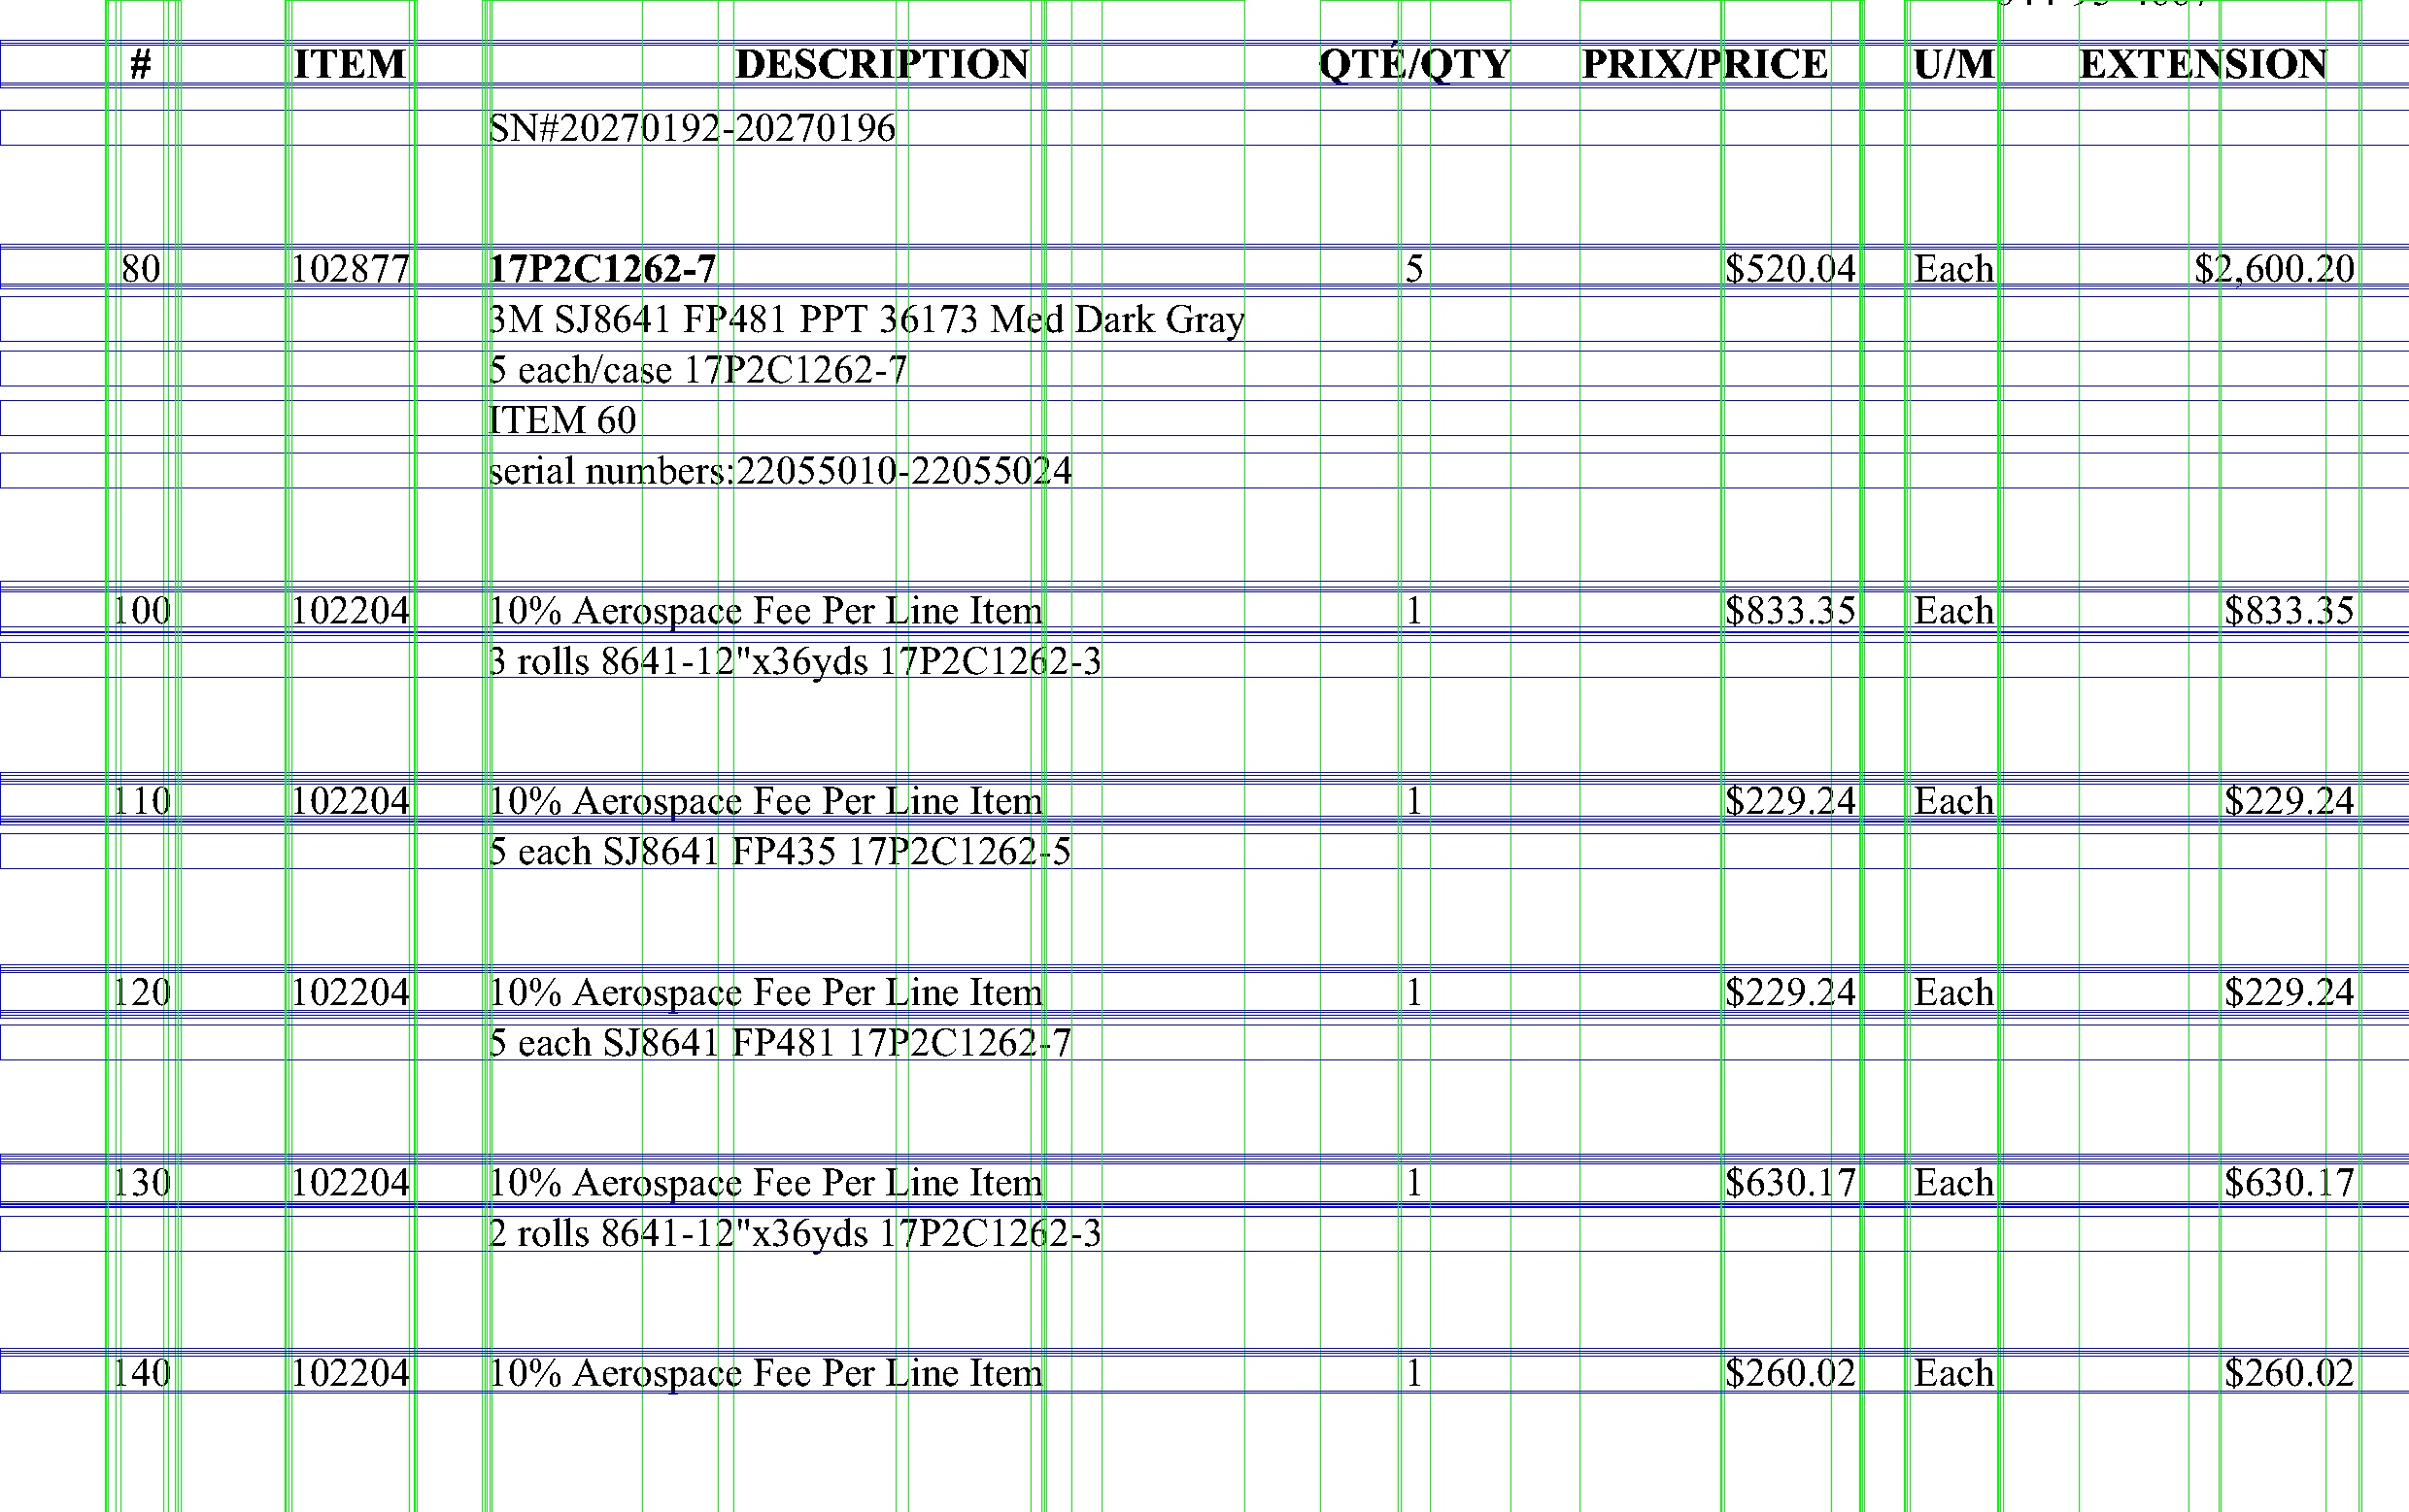 # ITEM DESCRIPTION QTÉ/QTY PRIX/PRICE U/M EXTENSION
SN#20270192-20270196
80 102877 17P2C1262-7 5 $520.04 Each $2,600.20
3M SJ8641 FP481 PPT 36173 Med Dark Gray
5 each/case 17P2C1262-7
ITEM 60
serial numbers:22055010-22055024
100 102204 10% Aerospace Fee Per Line Item 1 $833.35 Each $833.35
3 rolls 8641-12"x36yds 17P2C1262-3
110 102204 10% Aerospace Fee Per Line Item 1 $229.24 Each $229.24
5 each SJ8641 FP435 17P2C1262-5
120 102204 10% Aerospace Fee Per Line Item 1 $229.24 Each $229.24
5 each SJ8641 FP481 17P2C1262-7
130 102204 10% Aerospace Fee Per Line Item 1 $630.17 Each $630.17
2 rolls 8641-12"x36yds 17P2C1262-3
140 102204 10% Aerospace Fee Per Line Item 1 $260.02 Each $260.02